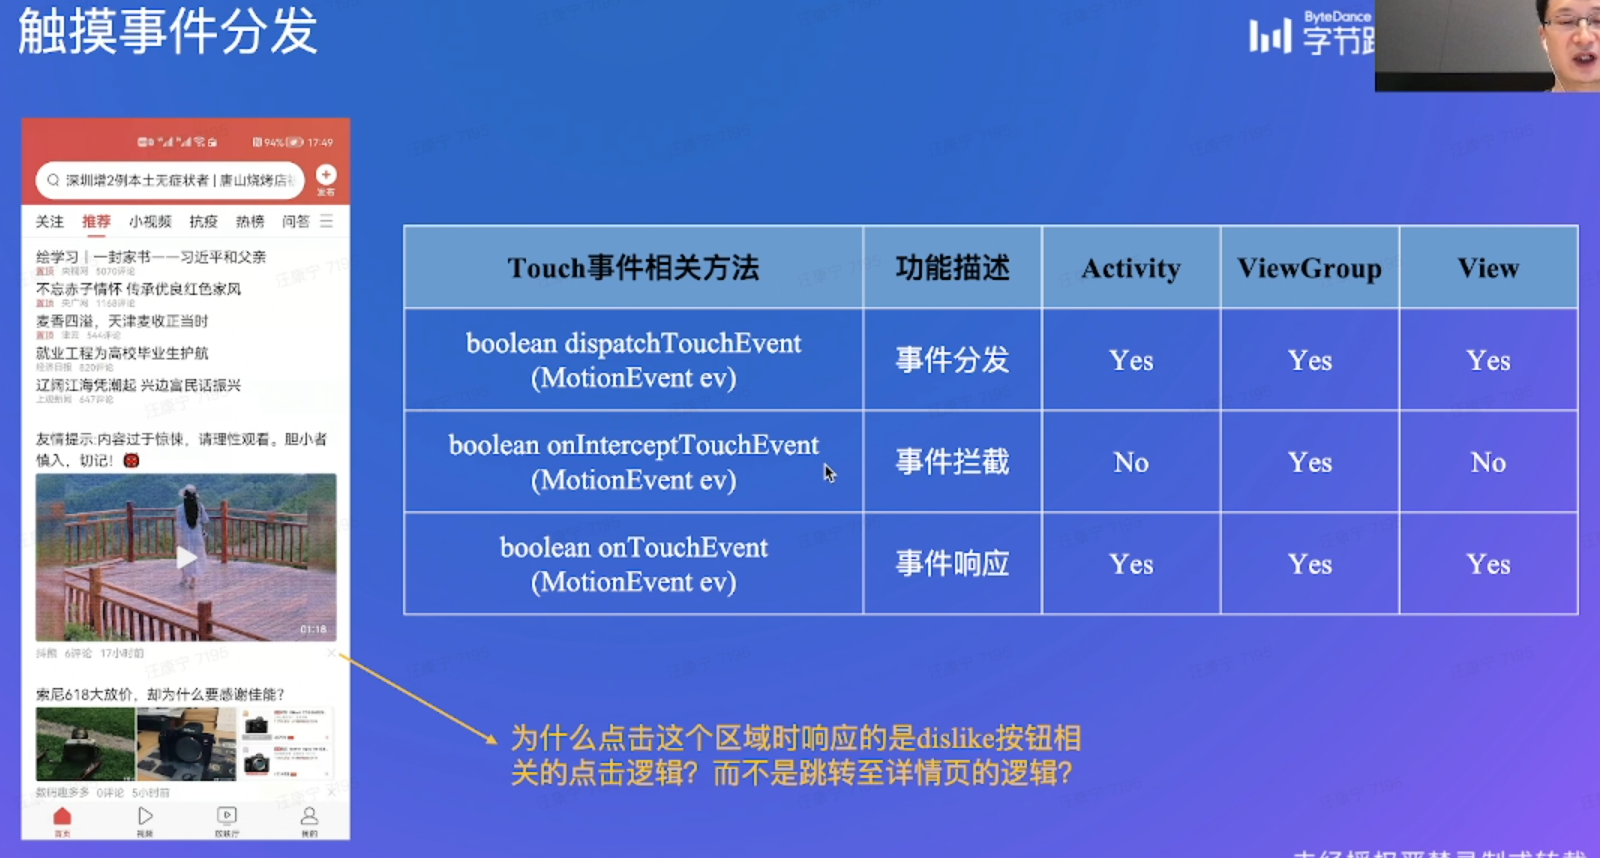 触摸事件分发
ByteDance
字节
94% 17:49
深圳增2例本土无症状者 | 唐山烧烤店
发布
关注 推荐 小视频 抗疫 热榜 问答
绘学习 | 一封家书——习近平和父亲
置顶 央视网 5070评论
不忘赤子情怀 传承优良红色家风
置顶 央广网 1168评论
麦香四溢，天津麦收正当时
置顶 津云 544评论
就业工程为高校毕业生护航
经济日报 820评论
辽阔江海凭潮起 兴边富民话振兴
上观新闻 647评论
友情提示:内容过于惊悚，请理性观看。胆小者
慎入，切记！
01:18
抖熊 6评论 17小时前
索尼618大放价，却为什么要感谢佳能？
数码趣多多 0评论 5小时前
首页 视频 放映厅 我的
Touch事件相关方法 功能描述 Activity ViewGroup View
boolean dispatchTouchEvent
(MotionEvent ev) 事件分发 Yes Yes Yes
boolean onInterceptTouchEvent
(MotionEvent ev) 事件拦截 No Yes No
boolean onTouchEvent
(MotionEvent ev) 事件响应 Yes Yes Yes
为什么点击这个区域时响应的是dislike按钮相
关的点击逻辑？而不是跳转至详情页的逻辑？
汪康宁 7195
未经授权严禁录制或转载